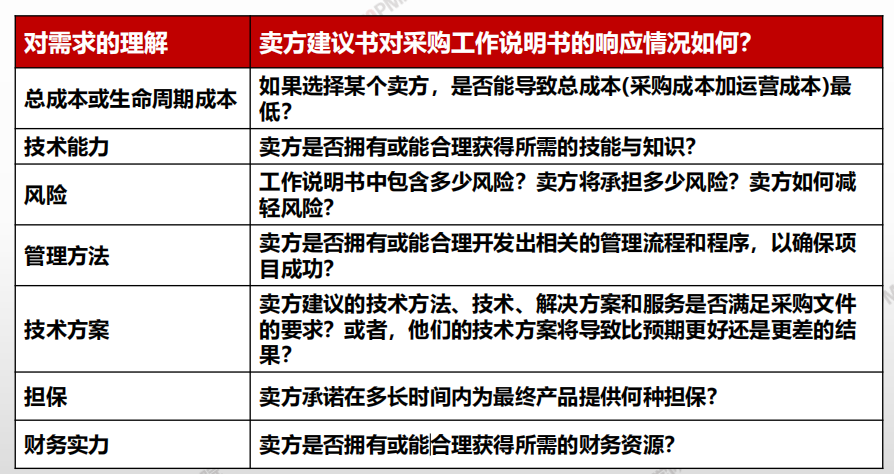 对需求的理解 卖方建议书对采购工作说明书的响应情况如何？
总成本或生命周期成本 如果选择某个卖方，是否能导致总成本(采购成本加运营成本)最
低？
技术能力 卖方是否拥有或能合理获得所需的技能与知识？
风险 工作说明书中包含多少风险？卖方将承担多少风险？卖方如何减
轻风险？
管理方法 卖方是否拥有或能合理开发出相关的管理流程和程序，以确保项
目成功？
技术方案 卖方建议的技术方法、技术、解决方案和服务是否满足采购文件
的要求？或者，他们的技术方案将导致比预期更好还是更差的结
果？
担保 卖方承诺在多长时间内为最终产品提供何种担保？
财务实力 卖方是否拥有或能合理获得所需的财务资源？